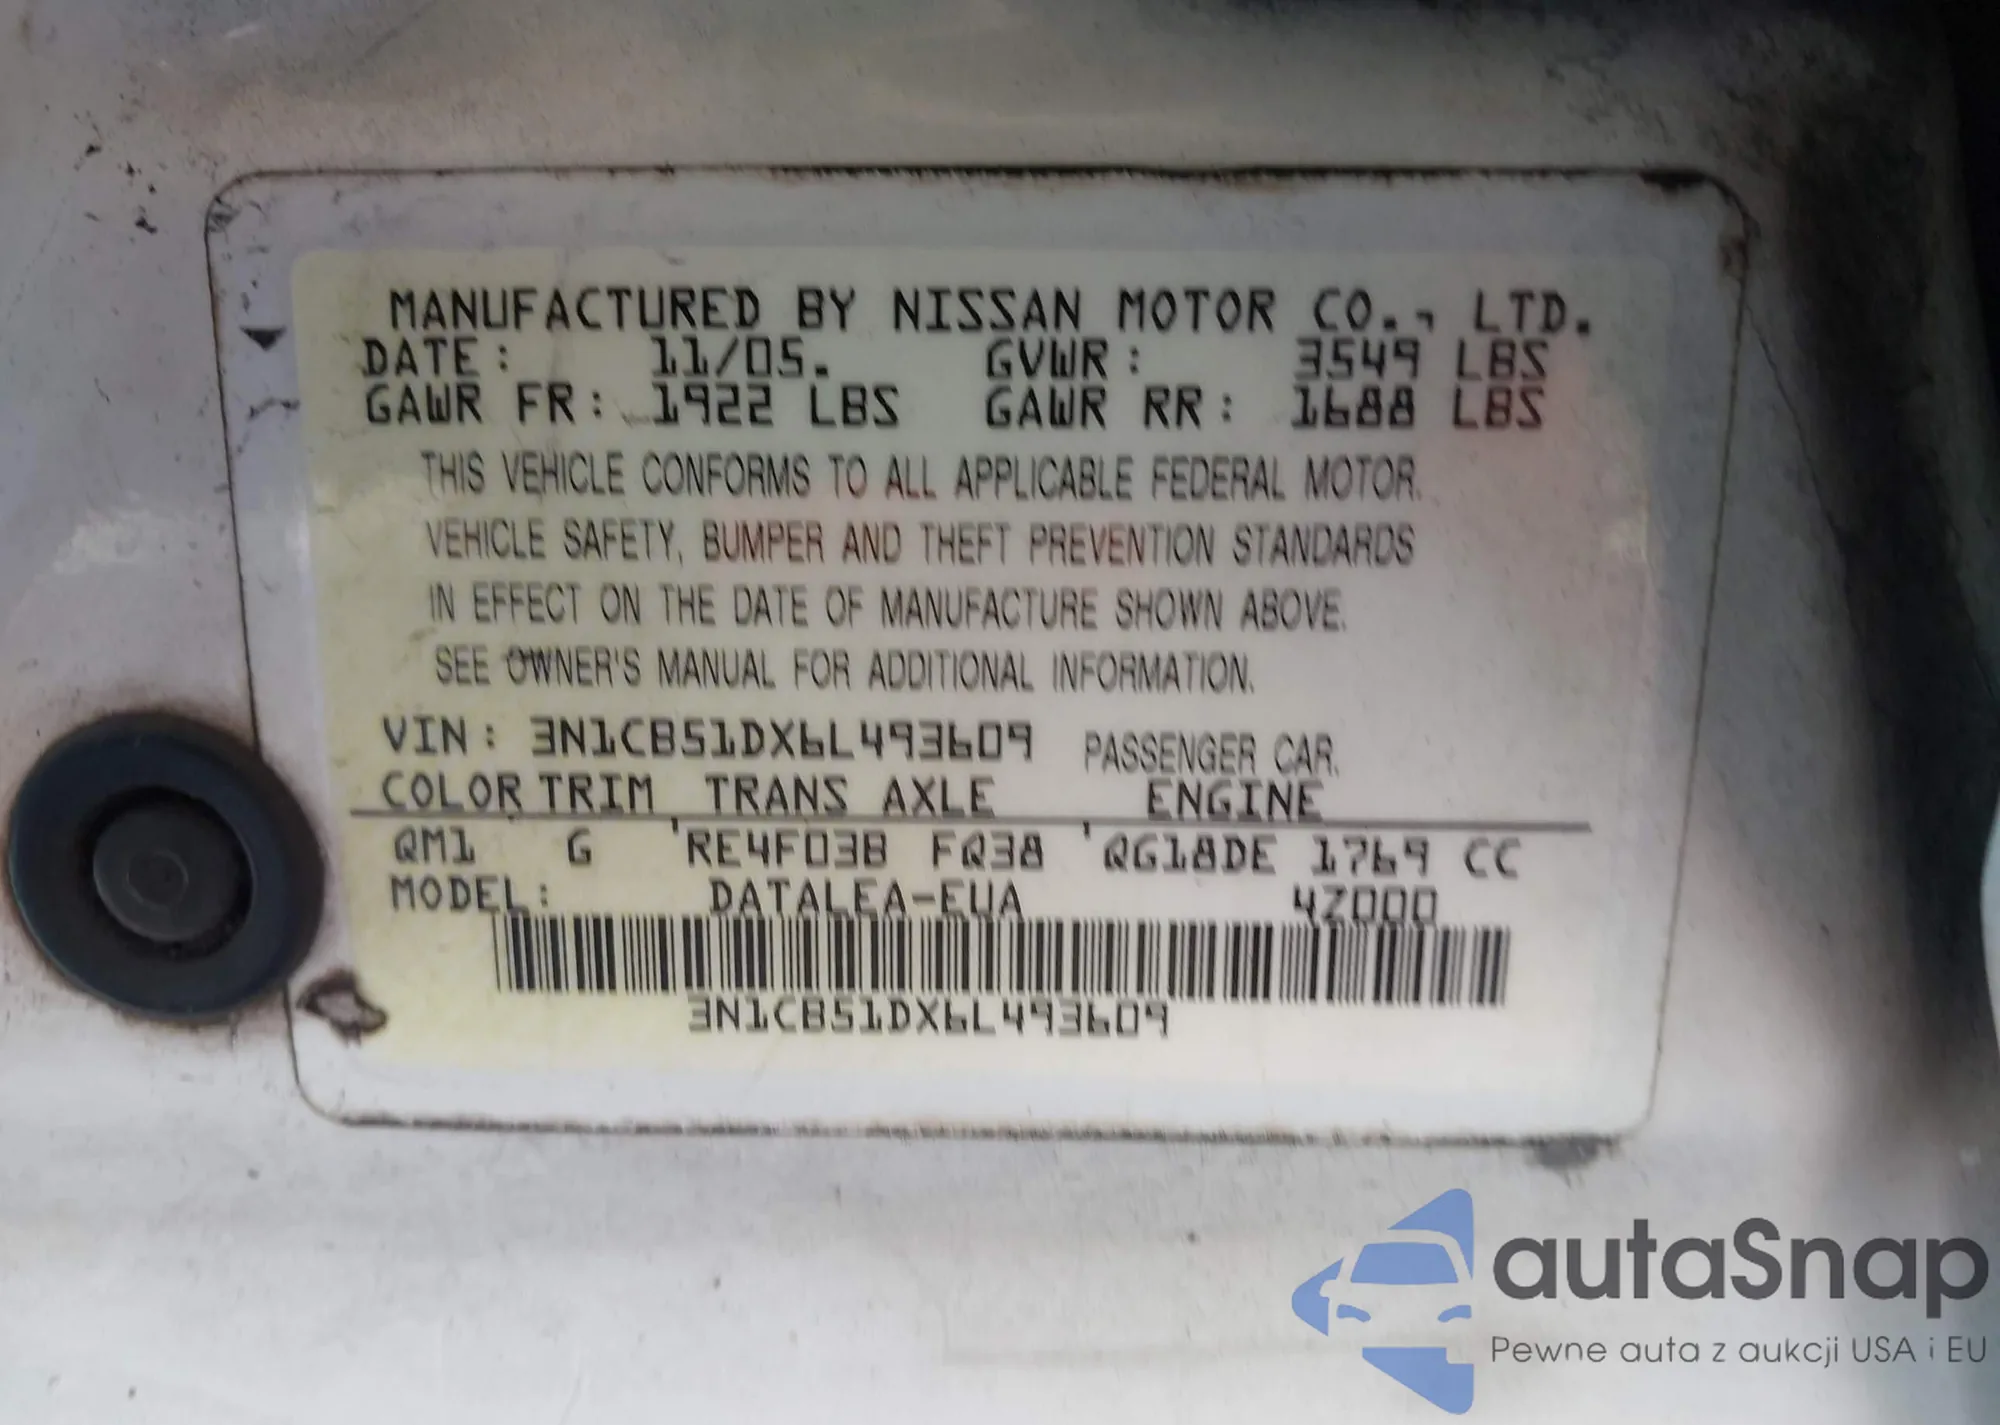 MANUFACTURED BY NISSAN MOTOR CO., LTD.
DATE: 11/05. GVWR: 3549 LBS
GAWR FR: 1922 LBS GAWR RR: 1688 LBS
THIS VEHICLE CONFORMS TO ALL APPLICABLE FEDERAL MOTOR
VEHICLE SAFETY, BUMPER AND THEFT PREVENTION STANDARDS
IN EFFECT ON THE DATE OF MANUFACTURE SHOWN ABOVE.
SEE OWNER'S MANUAL FOR ADDITIONAL INFORMATION.
VIN: 3N1CB51DX6L493609 PASSENGER CAR.
COLOR TRIM TRANS AXLE ENGINE
QM1 G RE4F03B FQ38 QG18DE 1769 CC
MODEL: DATALEA-EUA 4Z000
3N1CB51DX6L493609
autaSnap
Pewne auta z aukcji USA i EU